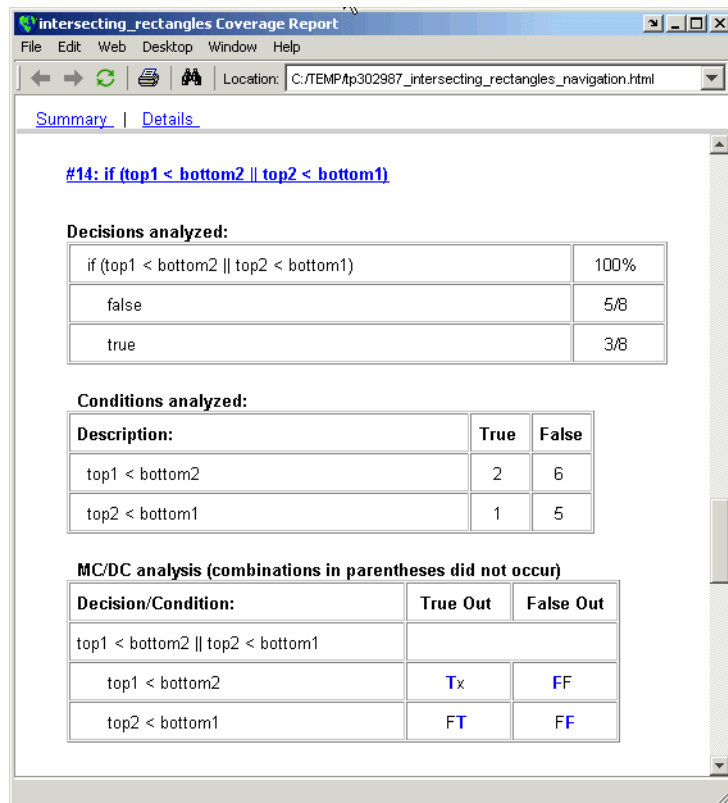 intersecting_rectangles Coverage Report
File Edit Web Desktop Window Help
Location: C:/TEMP/tp302987_intersecting_rectangles_navigation.html
Summary | Details
#14: if (top1 < bottom2 || top2 < bottom1)
Decisions analyzed:
if (top1 < bottom2 || top2 < bottom1) 100%
false 5/8
true 3/8
Conditions analyzed:
Description: True False
top1 < bottom2 2 6
top2 < bottom1 1 5
MC/DC analysis (combinations in parentheses did not occur)
Decision/Condition: True Out False Out
top1 < bottom2 || top2 < bottom1
top1 < bottom2 Tx FF
top2 < bottom1 FT FF